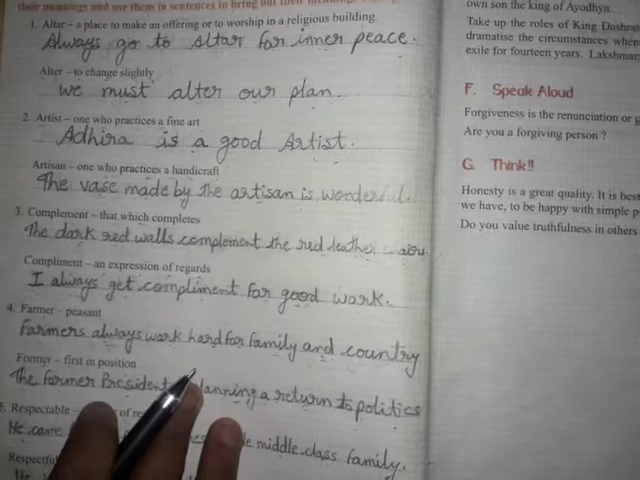 their meanings and use them in sentences to bring out their
1. Altar – a place to make an offering or to worship in a religious building.
Always go to Altar for inner peace.
Alter – to change slightly
We must alter our plan.
2. Artist – one who practices a fine art
Adhira is a good Artist.
Artisan – one who practices a handicraft
The vase made by the artisan is wonderful.
3. Complement – that which completes
The dark red walls complement the red leather
Compliment – an expression of regards
I always get compliment for good work.
4. Farmer – peasant
Farmers always work hard for family and country
Former – first in position
The Former President planning a return to politics
5. Respectable – of
He came middle class family.
Respectful
He
own son the king of Ayodhya.
Take up the roles of King
dramatise the circumstances
exile for fourteen years.
F. Speak Aloud
Forgiveness is the renunciation or
Are you a forgiving person ?
G. Think!!
Honesty is a great quality. It is best
we have, to be happy with simple
Do you value truthfulness in others